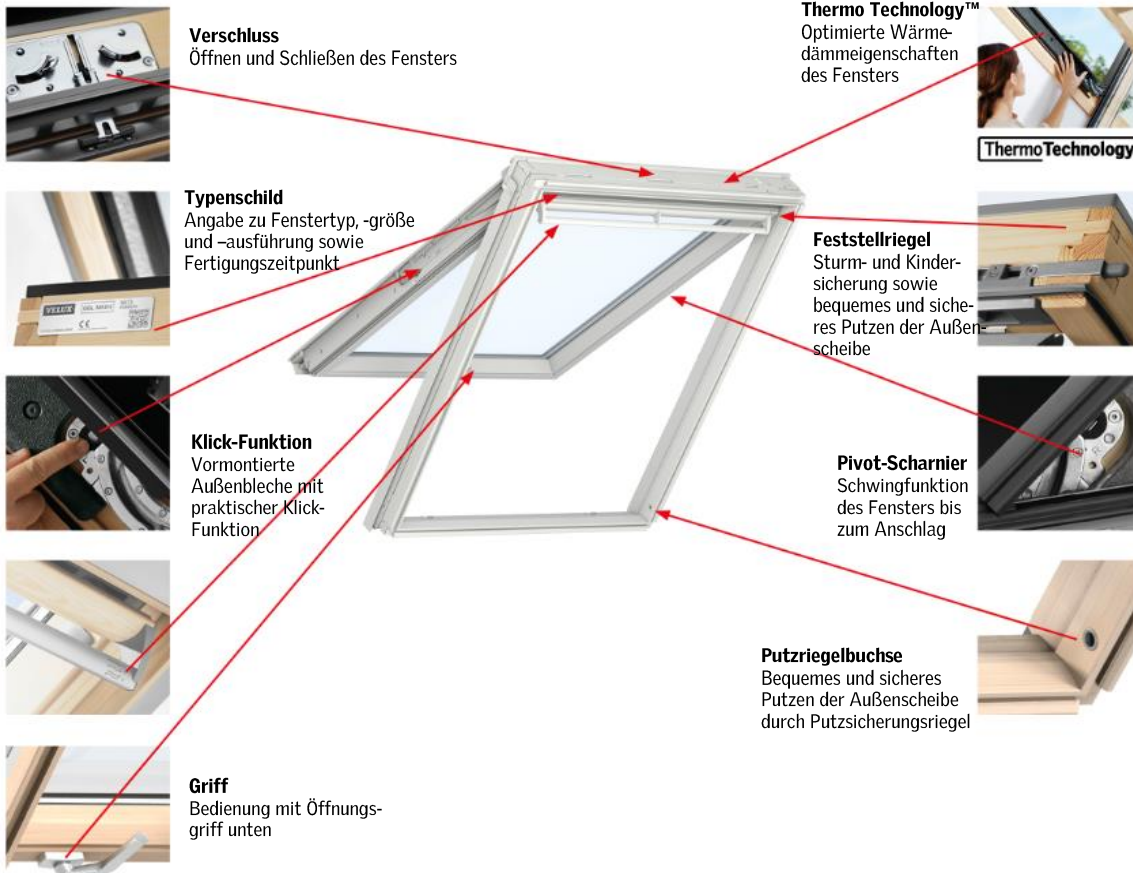 Verschluss
Öffnen und Schließen des Fensters
Typenschild
Angabe zu Fenstertyp, -größe
und –ausführung sowie
Fertigungszeitpunkt
VELUX
Klick-Funktion
Vormontierte
Außenbleche mit
praktischer Klick-
Funktion
Griff
Bedienung mit Öffnungs-
griff unten
Thermo Technology™
Optimierte Wärme-
dämmeigenschaften
des Fensters
ThermoTechnology
Feststellriegel
Sturm- und Kinder-
sicherung sowie
bequemes und siche-
res Putzen der Außen-
scheibe
Pivot-Scharnier
Schwingfunktion
des Fensters bis
zum Anschlag
Putzriegelbuchse
Bequemes und sicheres
Putzen der Außenscheibe
durch Putzsicherungsriegel